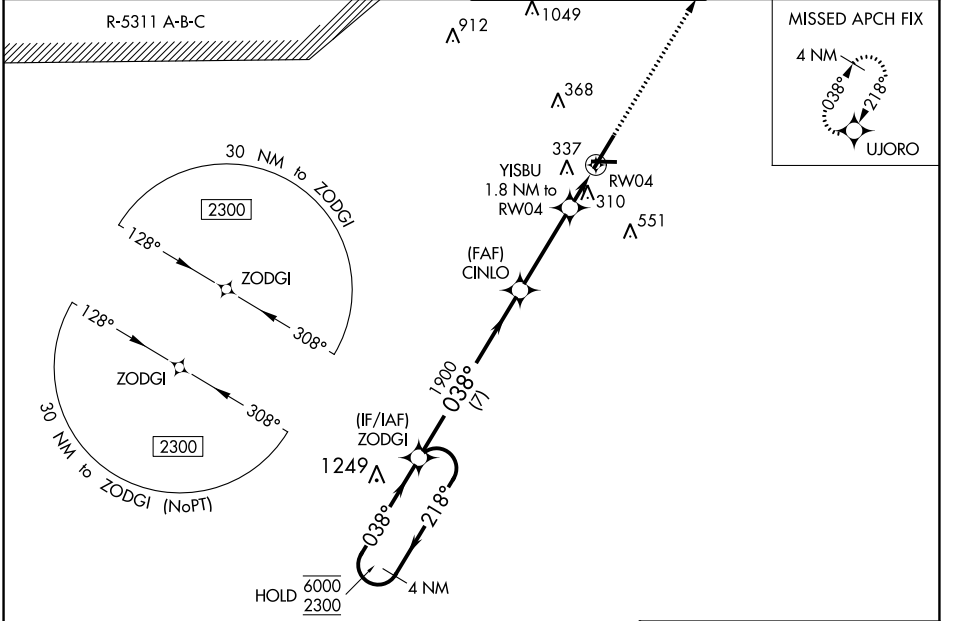 R-5311 A-B-C
912
1049
MISSED APCH FIX
4 NM
038°
218°
UJORO
368
337
YISBU
1.8 NM to
RW04
RW04
310
551
30 NM to ZODGI
2300
128°
ZODGI
308°
(FAF)
CINLO
128°
ZODGI
308°
2300
30 NM to ZODGI (NoPT)
1900
038°
(7)
(IF/IAF)
ZODGI
1249
038°
218°
HOLD 6000
2300
4 NM